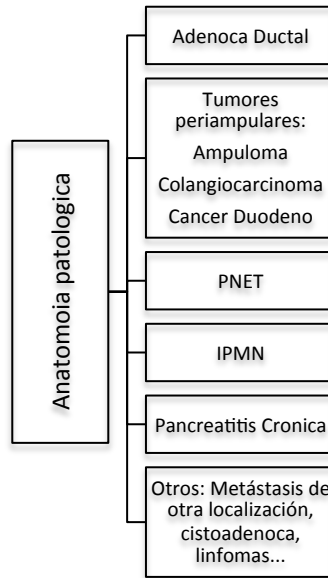 Anatomoia patologica
Adenoca Ductal
Tumores
periampulares:
Ampuloma
Colangiocarcinoma
Cancer Duodeno
PNET
IPMN
Pancreatitis Cronica
Otros: Metástasis de
otra localización,
cistoadenoca,
linfomas...